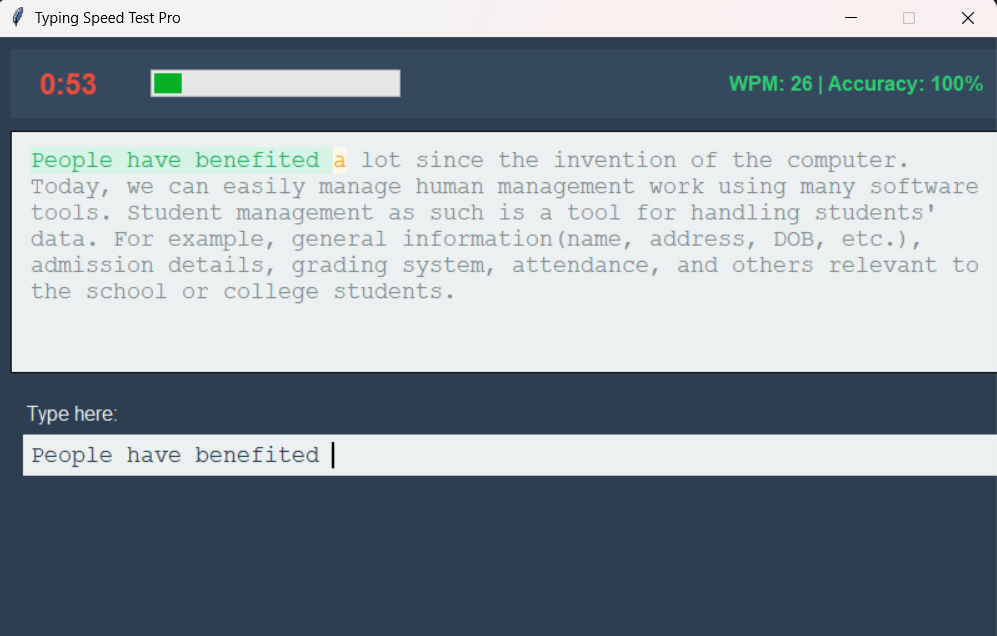 Typing Speed Test Pro
0:53
WPM: 26 | Accuracy: 100%
People have benefited a lot since the invention of the computer.
Today, we can easily manage human management work using many software
tools. Student management as such is a tool for handling students'
data. For example, general information(name, address, DOB, etc.),
admission details, grading system, attendance, and others relevant to
the school or college students.
Type here:
People have benefited